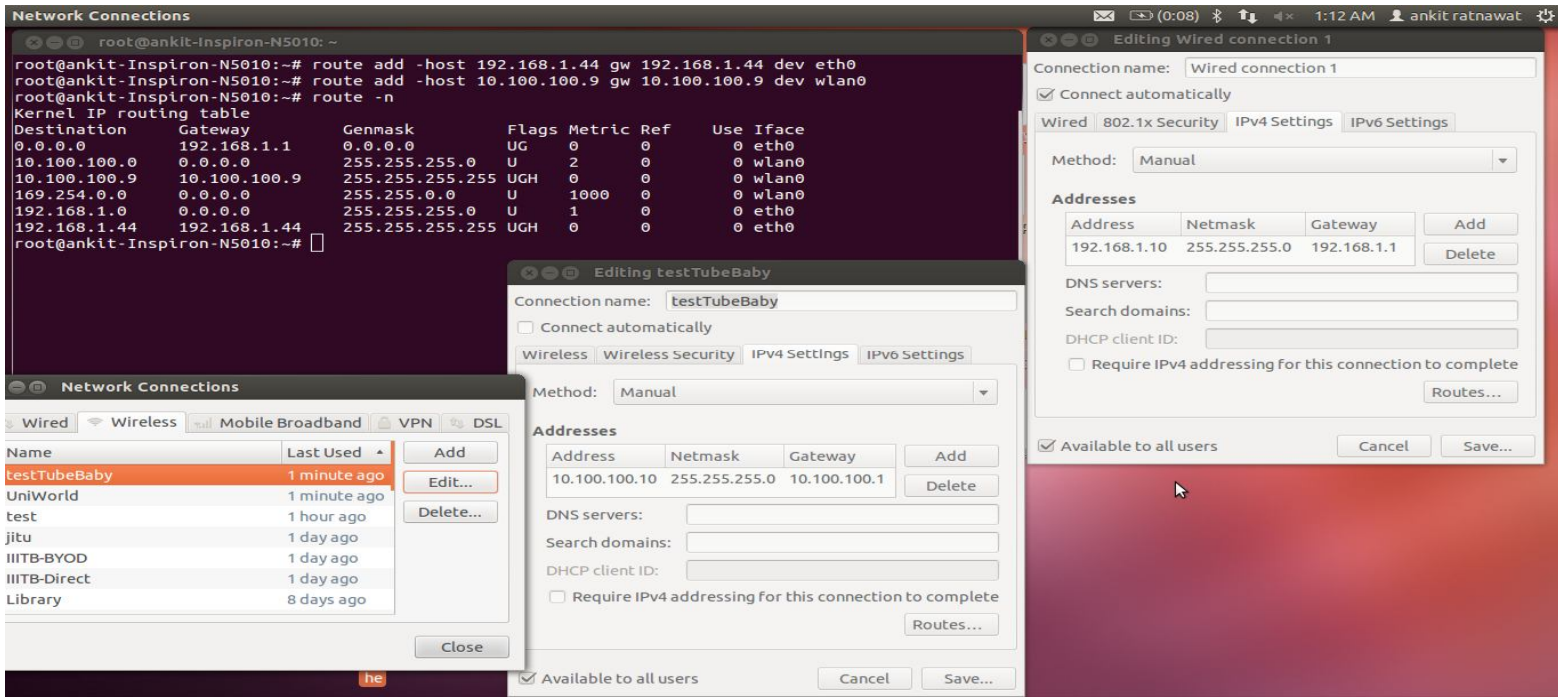 Network Connections
(0:08) 1:12 AM ankit ratnawat
root@ankit-Inspiron-N5010: ~
root@ankit-Inspiron-N5010:~# route add -host 192.168.1.44 gw 192.168.1.44 dev eth0
root@ankit-Inspiron-N5010:~# route add -host 10.100.100.9 gw 10.100.100.9 dev wlan0
root@ankit-Inspiron-N5010:~# route -n
Kernel IP routing table
Destination Gateway Genmask Flags Metric Ref Use Iface
0.0.0.0 192.168.1.1 0.0.0.0 UG 0 0 0 eth0
10.100.100.0 0.0.0.0 255.255.255.0 U 2 0 0 wlan0
10.100.100.9 10.100.100.9 255.255.255.255 UGH 0 0 0 wlan0
169.254.0.0 0.0.0.0 255.255.0.0 U 1000 0 0 wlan0
192.168.1.0 0.0.0.0 255.255.255.0 U 1 0 0 eth0
192.168.1.44 192.168.1.44 255.255.255.255 UGH 0 0 0 eth0
root@ankit-Inspiron-N5010:~#
Editing Wired connection 1
Connection name: Wired connection 1
Connect automatically
Wired 802.1x Security IPv4 Settings IPv6 Settings
Method: Manual
Addresses
Address Netmask Gateway Add
192.168.1.10 255.255.255.0 192.168.1.1 Delete
DNS servers:
Search domains:
DHCP client ID:
Require IPv4 addressing for this connection to complete
Routes...
Available to all users Cancel Save...
Editing testTubeBaby
Connection name: testTubeBaby
Connect automatically
Wireless Wireless Security IPv4 Settings IPv6 Settings
Method: Manual
Addresses
Address Netmask Gateway Add
10.100.100.10 255.255.255.0 10.100.100.1 Delete
DNS servers:
Search domains:
DHCP client ID:
Require IPv4 addressing for this connection to complete
Routes...
Available to all users Cancel Save...
Network Connections
Wired Wireless Mobile Broadband VPN DSL
Name Last Used Add
testTubeBaby 1 minute ago Edit...
UniWorld 1 minute ago
test 1 hour ago Delete...
jitu 1 day ago
IIITB-BYOD 1 day ago
IIITB-Direct 1 day ago
Library 8 days ago
Close
he